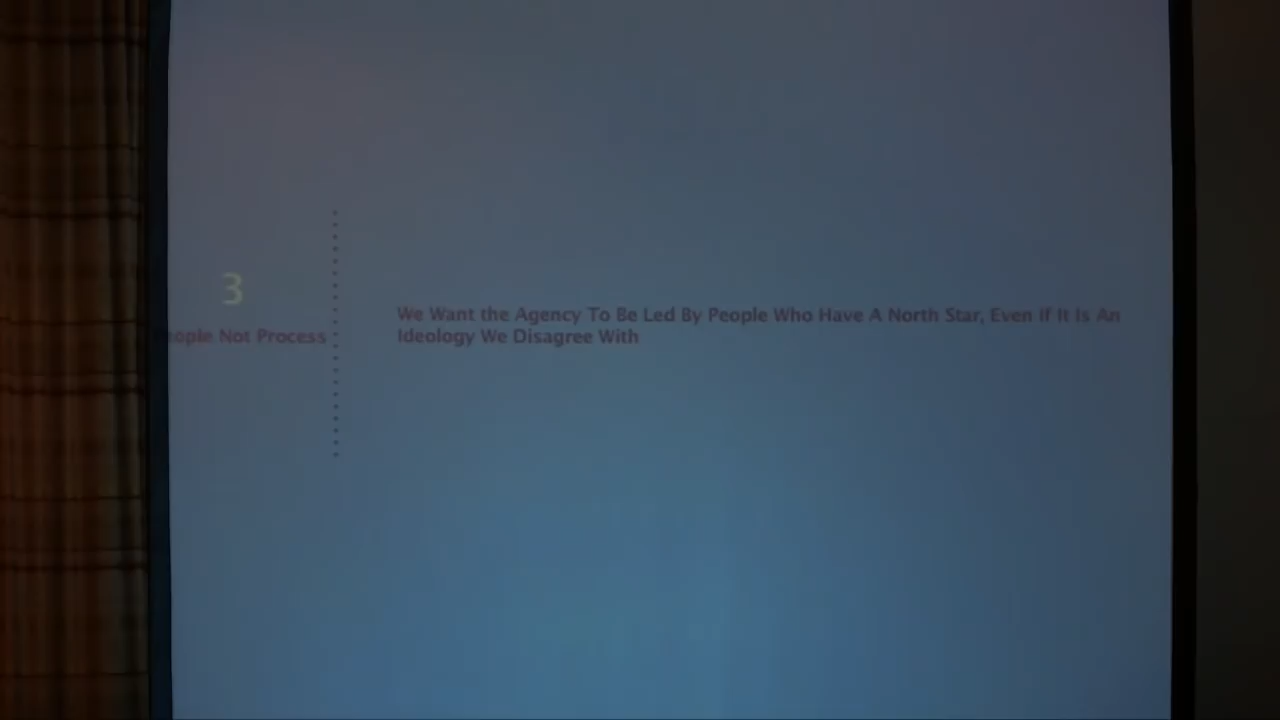 3
People Not Process
We Want the Agency To Be Led By People Who Have A North Star, Even If It Is An
Ideology We Disagree With